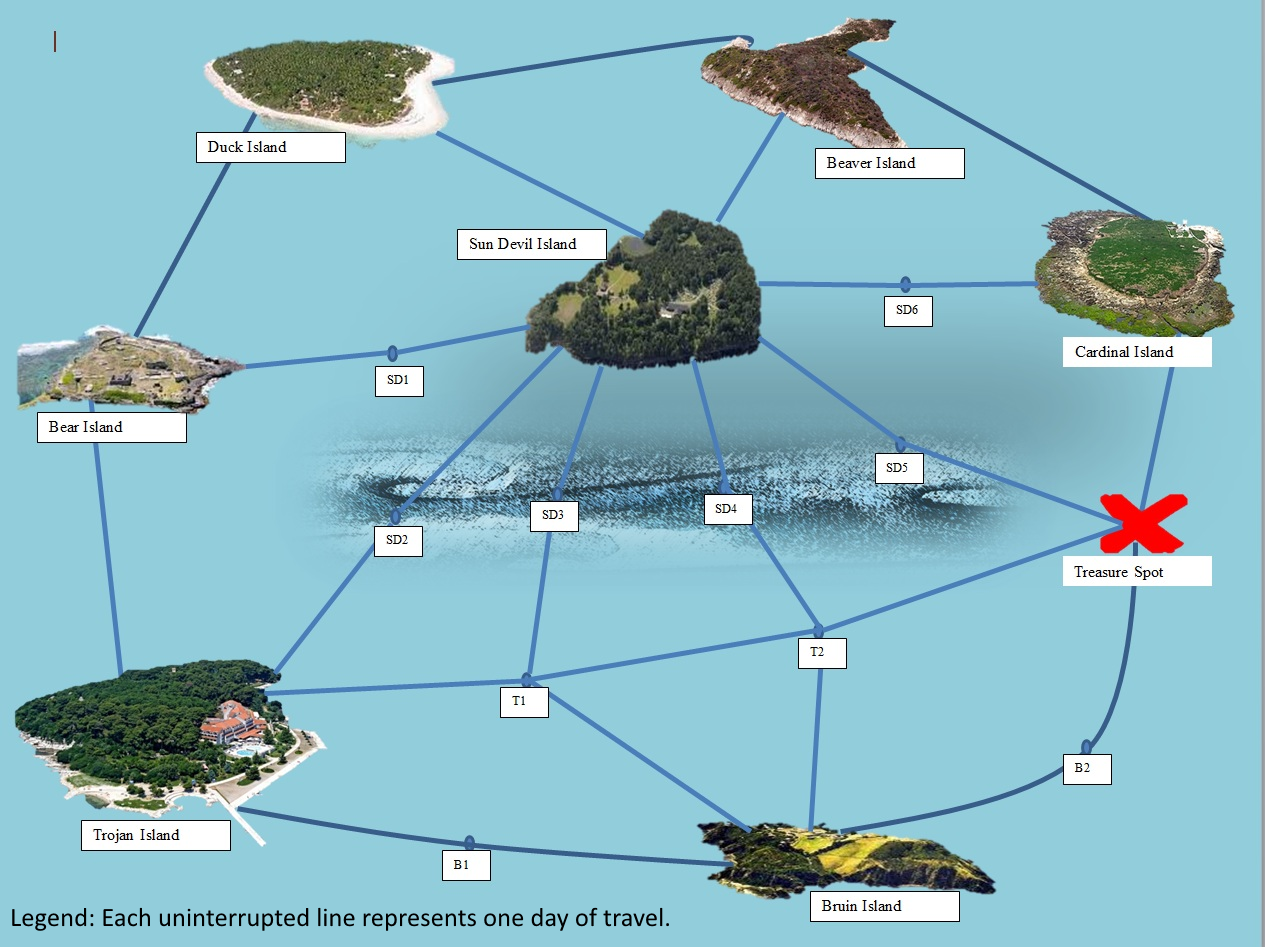 Duck Island
Beaver Island
Sun Devil Island
SD6
Cardinal Island
SD1
Bear Island
SD5
SD4
SD3
SD2
Treasure Spot
T2
T1
B2
Trojan Island
B1
Bruin Island
Legend: Each uninterrupted line represents one day of travel.